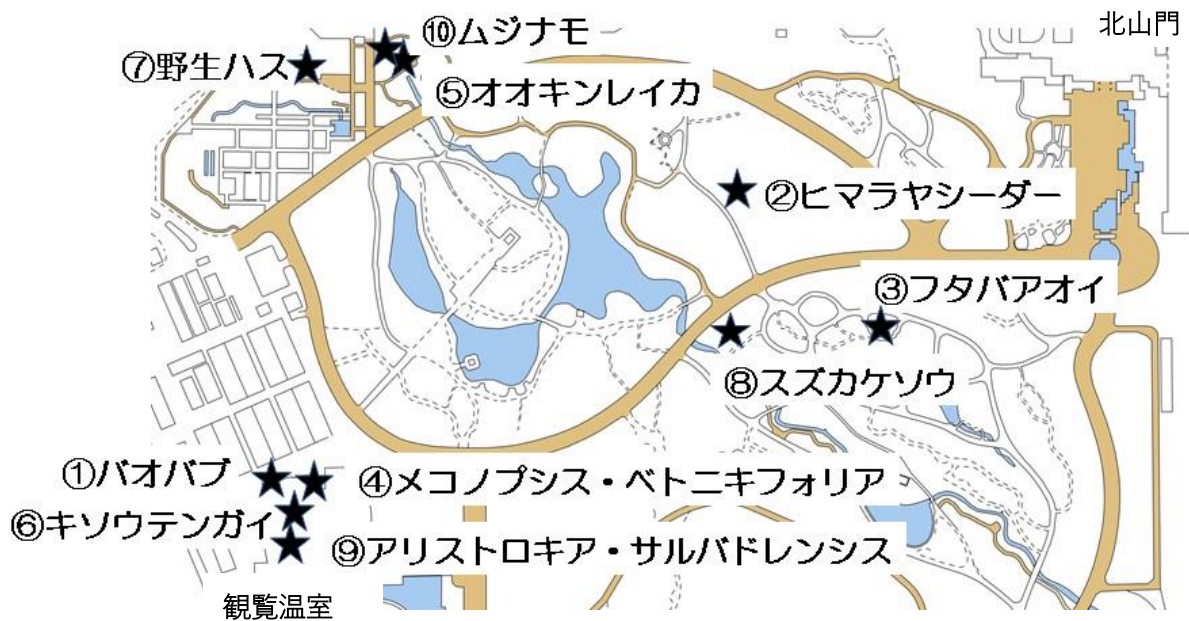 北山門
⑩ムジナモ
⑦野生ハス
⑤オオキンレイカ
②ヒマラヤシーダー
③フタバアオイ
⑧スズカケソウ
①バオバブ
④メコノプシス・ベトニキフォリア
⑥キソウテンガイ
⑨アリストロキア・サルバドレンシス
観覧温室